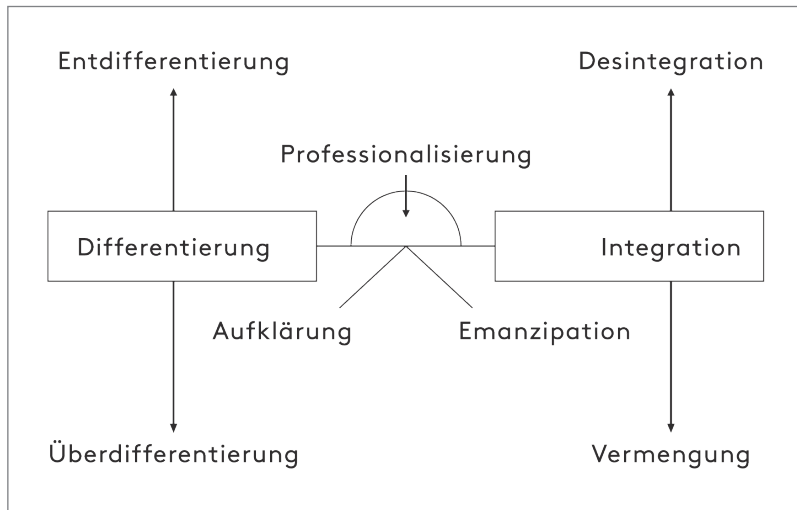 Entdifferentierung
Desintegration
Professionalisierung
Differentierung
Integration
Aufklärung
Emanzipation
Überdifferentierung
Vermengung